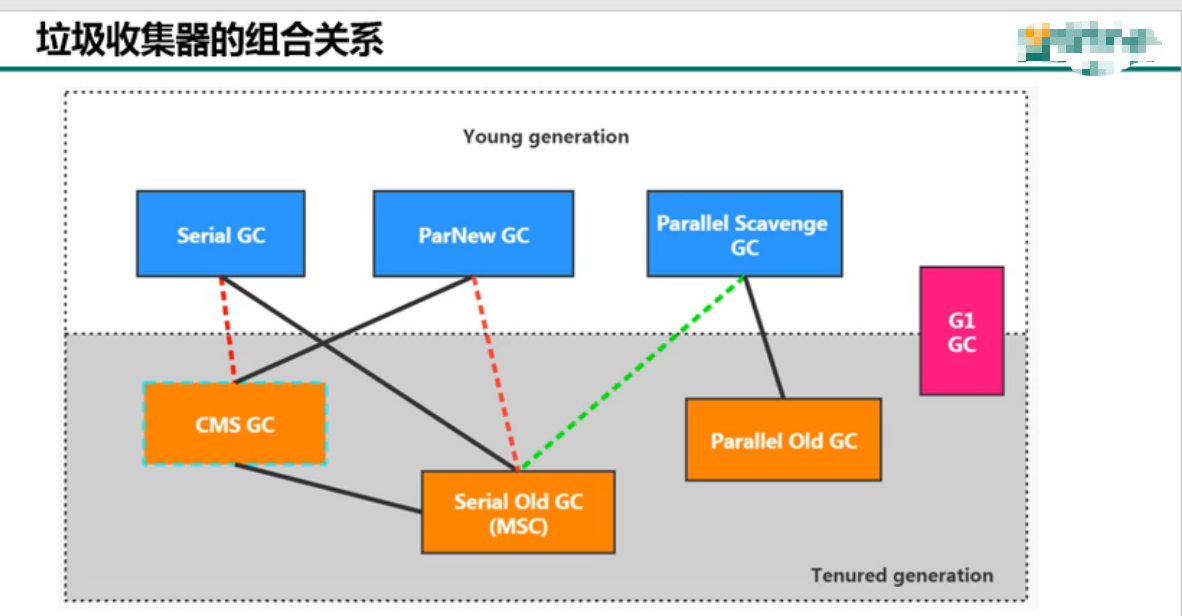 垃圾收集器的组合关系
Young generation
Serial GC
ParNew GC
Parallel Scavenge
GC
G1
GC
CMS GC
Parallel Old GC
Serial Old GC
(MSC)
Tenured generation